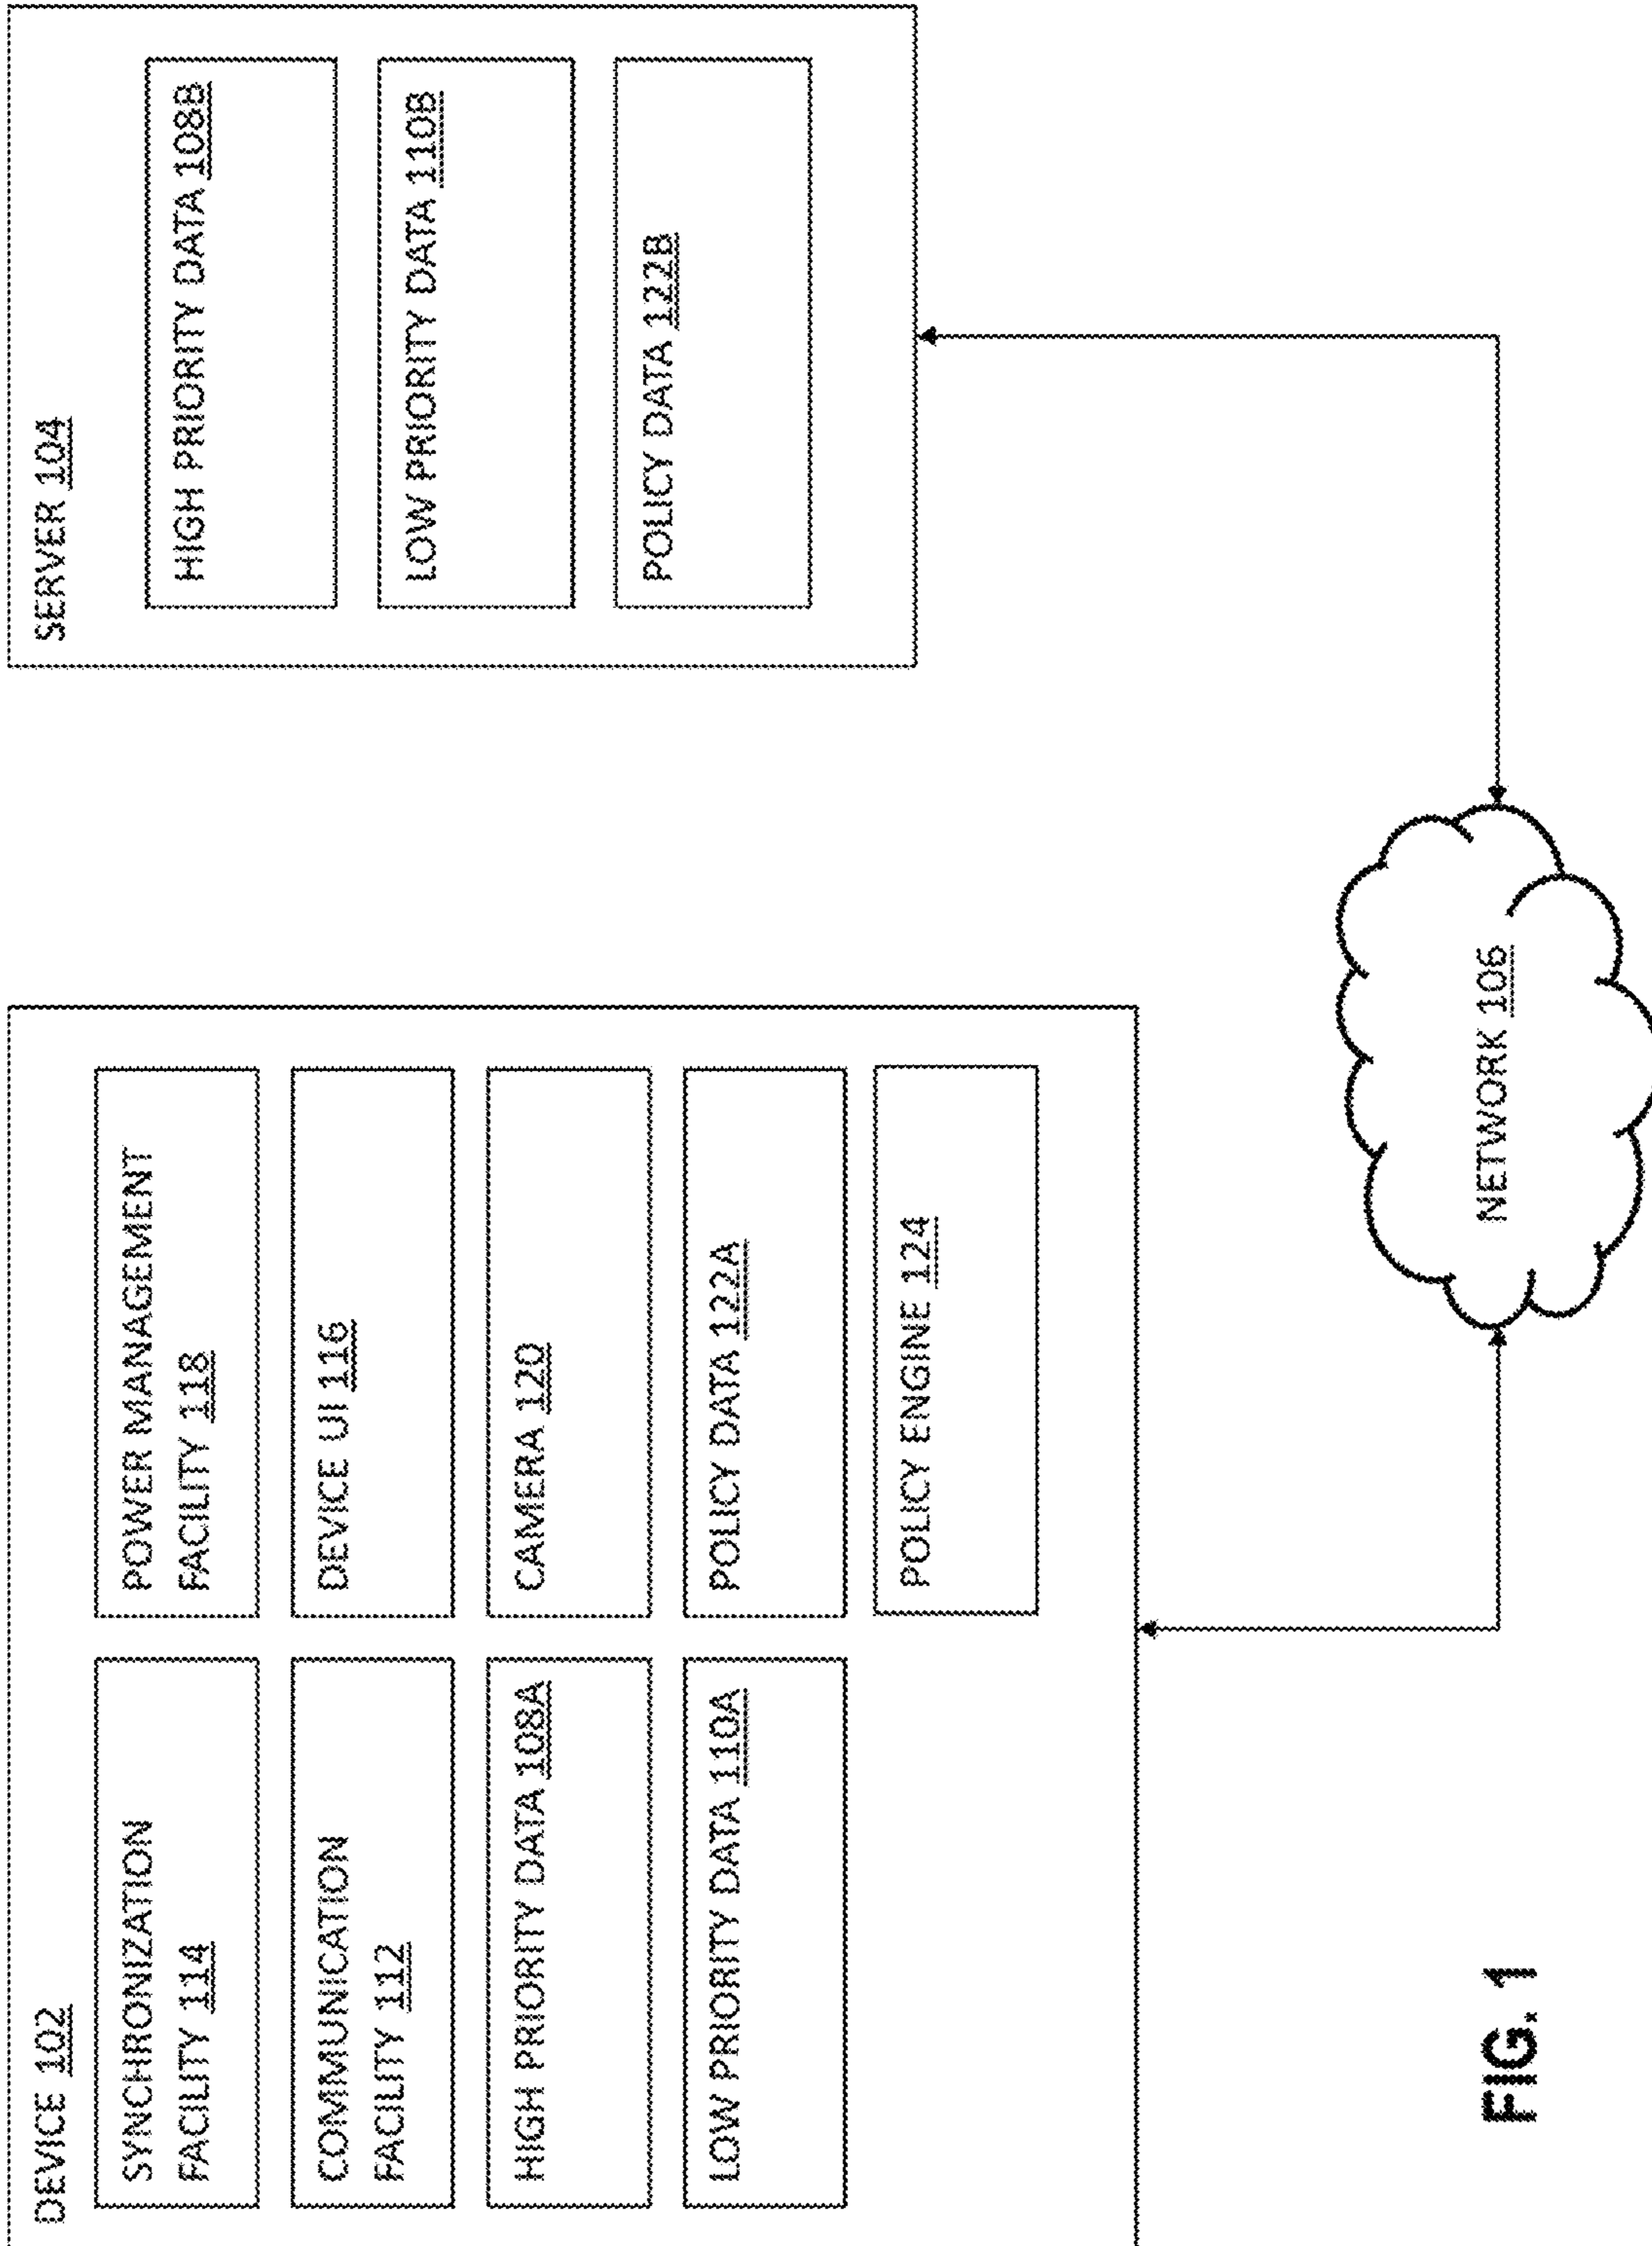 DEVICE 102
SYNCHRONIZATION
FACILITY 114
COMMUNICATION
FACILITY 112
HIGH PRIORITY DATA 108A
LOW PRIORITY DATA 110A
POWER MANAGEMENT
FACILITY 118
DEVICE UI 116
CAMERA 120
POLICY DATA 122A
POLICY ENGINE 124
SERVER 104
HIGH PRIORITY DATA 108B
LOW PRIORITY DATA 110B
POLICY DATA 122B
NETWORK 106
FIG. 1